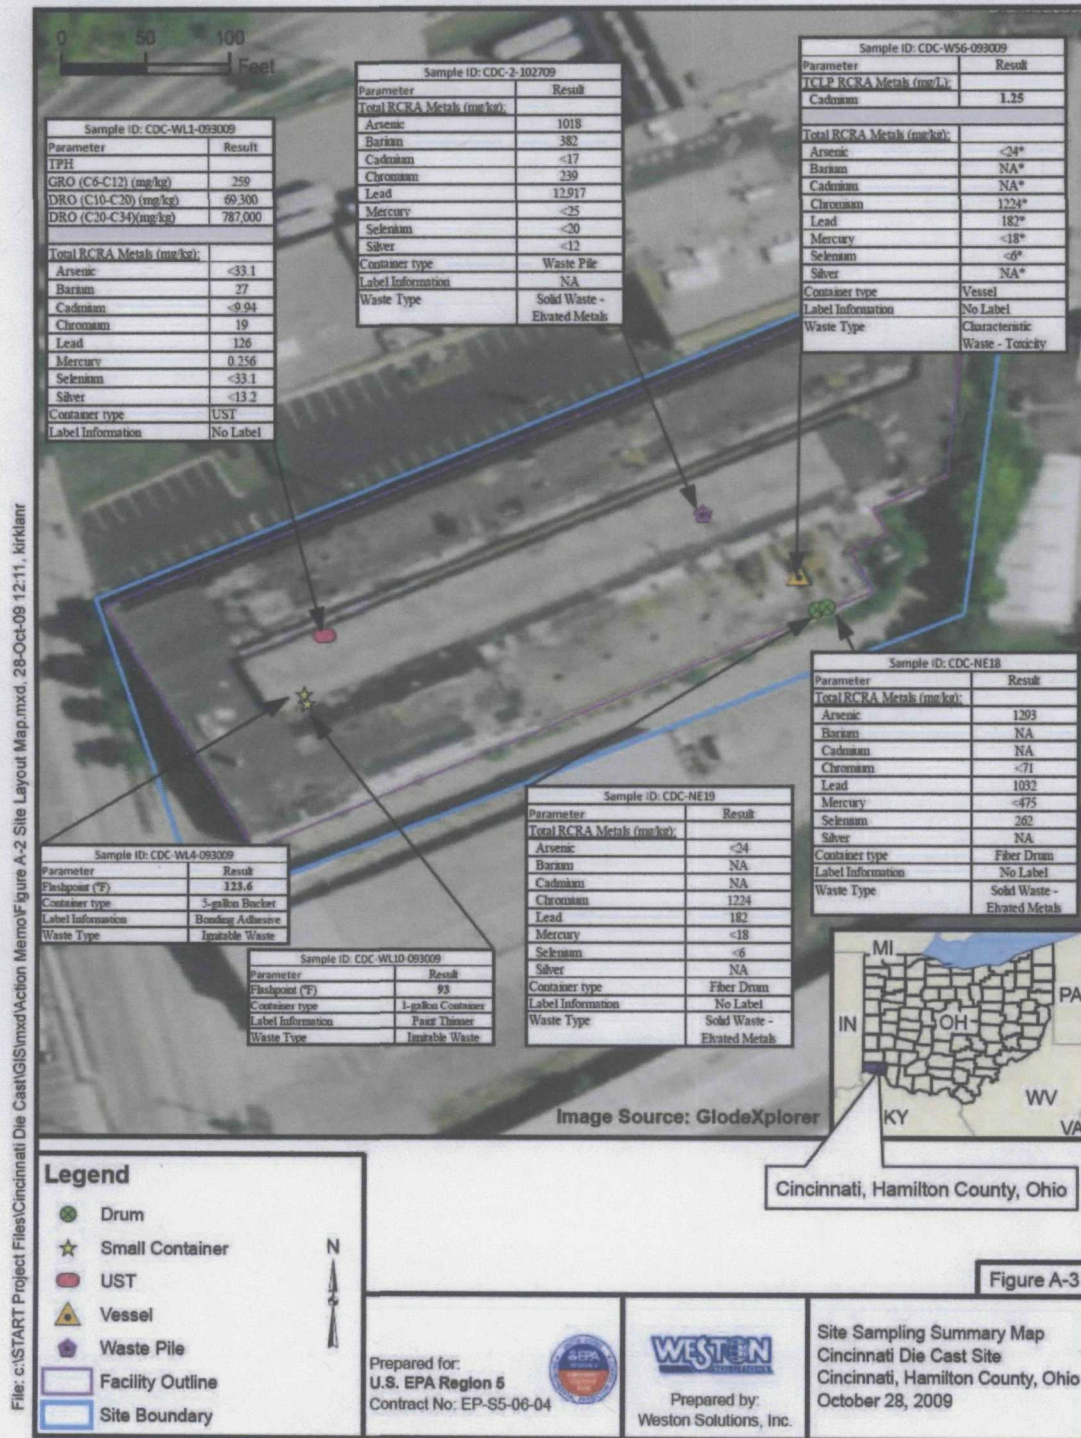 0 50 100
Feet
Sample ID: CDC-WL1-093009
Parameter Result
TPH
GRO (C6-C12) (mg/kg) 259
DRO (C10-C20) (mg/kg) 69,300
DRO (C20-C34)(mg/kg) 787,000
Total RCRA Metals (mg/kg):
Arsenic <33.1
Barium 27
Cadmium <9.94
Chromium 19
Lead 126
Mercury 0.256
Selenium <33.1
Silver <13.2
Container type UST
Label Information No Label
Sample ID: CDC-2-102709
Parameter Result
Total RCRA Metals (mg/kg):
Arsenic 1018
Barium 382
Cadmium <17
Chromium 239
Lead 12,917
Mercury <25
Selenium <20
Silver <12
Container type Waste Pile
Label Information NA
Waste Type Solid Waste -
Elvated Metals
Sample ID: CDC-WS6-093009
Parameter Result
TCLP RCRA Metals (mg/L):
Cadmium 1.25
Total RCRA Metals (mg/kg):
Arsenic <24*
Barium NA*
Cadmium NA*
Chromium 1224*
Lead 182*
Mercury <18*
Selenium <6*
Silver NA*
Container type Vessel
Label Information No Label
Waste Type Characteristic
Waste - Toxicity
Sample ID: CDC-NE18
Parameter Result
Total RCRA Metals (mg/kg):
Arsenic 1293
Barium NA
Cadmium NA
Chromium <71
Lead 1032
Mercury <475
Selenium 262
Silver NA
Container type Fiber Drum
Label Information No Label
Waste Type Solid Waste -
Elvated Metals
Sample ID: CDC-NE19
Parameter Result
Total RCRA Metals (mg/kg):
Arsenic <24
Barium NA
Cadmium NA
Chromium 1224
Lead 182
Mercury <18
Selenium <6
Silver NA
Container type Fiber Drum
Label Information No Label
Waste Type Solid Waste -
Elvated Metals
Sample ID: CDC-WL4-093009
Parameter Result
Flashpoint (°F) 123.6
Container type 5-gallon Bucket
Label Information Bonding Adhesive
Waste Type Ignitable Waste
Sample ID: CDC-WL10-093009
Parameter Result
Flashpoint (°F) 93
Container type 1-gallon Container
Label Information Paint Thinner
Waste Type Ignitable Waste
MI
IN
OH
PA
WV
KY
VA
Image Source: GlodeXplorer
Cincinnati, Hamilton County, Ohio
Legend
Drum
Small Container
UST
Vessel
Waste Pile
Facility Outline
Site Boundary
N
Figure A-3
Prepared for:
U.S. EPA Region 5
Contract No: EP-S5-06-04
EPA
WESTON
SOLUTIONS
Prepared by:
Weston Solutions, Inc.
Site Sampling Summary Map
Cincinnati Die Cast Site
Cincinnati, Hamilton County, Ohio
October 28, 2009
File: c:\START Project Files\Cincinnati Die Cast\GIS\mxd\Action Memo\Figure A-2 Site Layout Map.mxd, 28-Oct-09 12:11, kirklanr